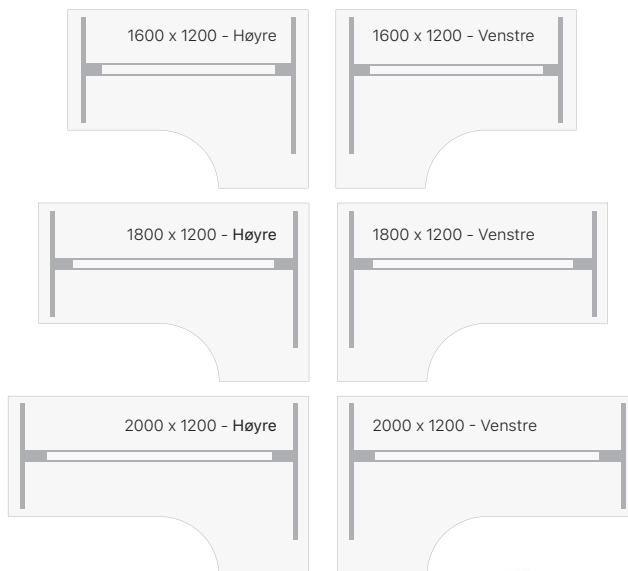 1600 x 1200 - Høyre
1600 x 1200 - Venstre
1800 x 1200 - Høyre
1800 x 1200 - Venstre
2000 x 1200 - Høyre
2000 x 1200 - Venstre